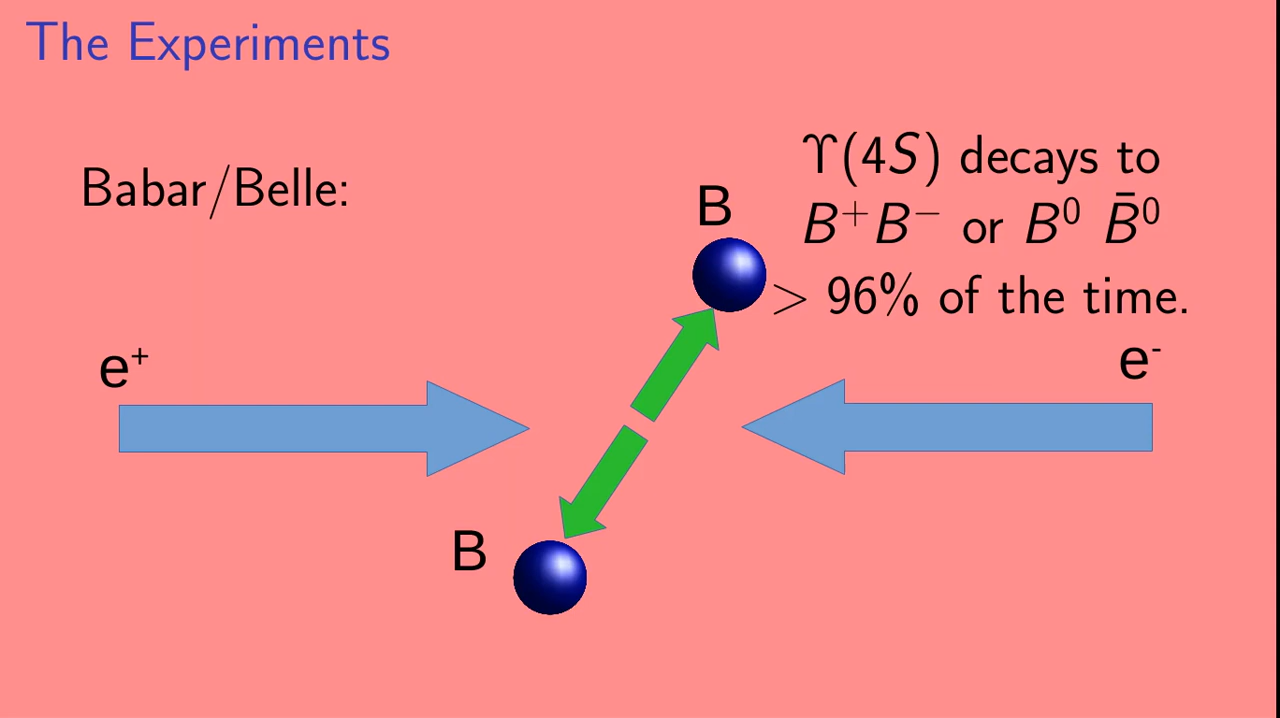 The Experiments
Babar/Belle:
ϒ(4S) decays to
B⁺B⁻ or B⁰ B̄⁰
> 96% of the time.
B
e⁺
e⁻
B